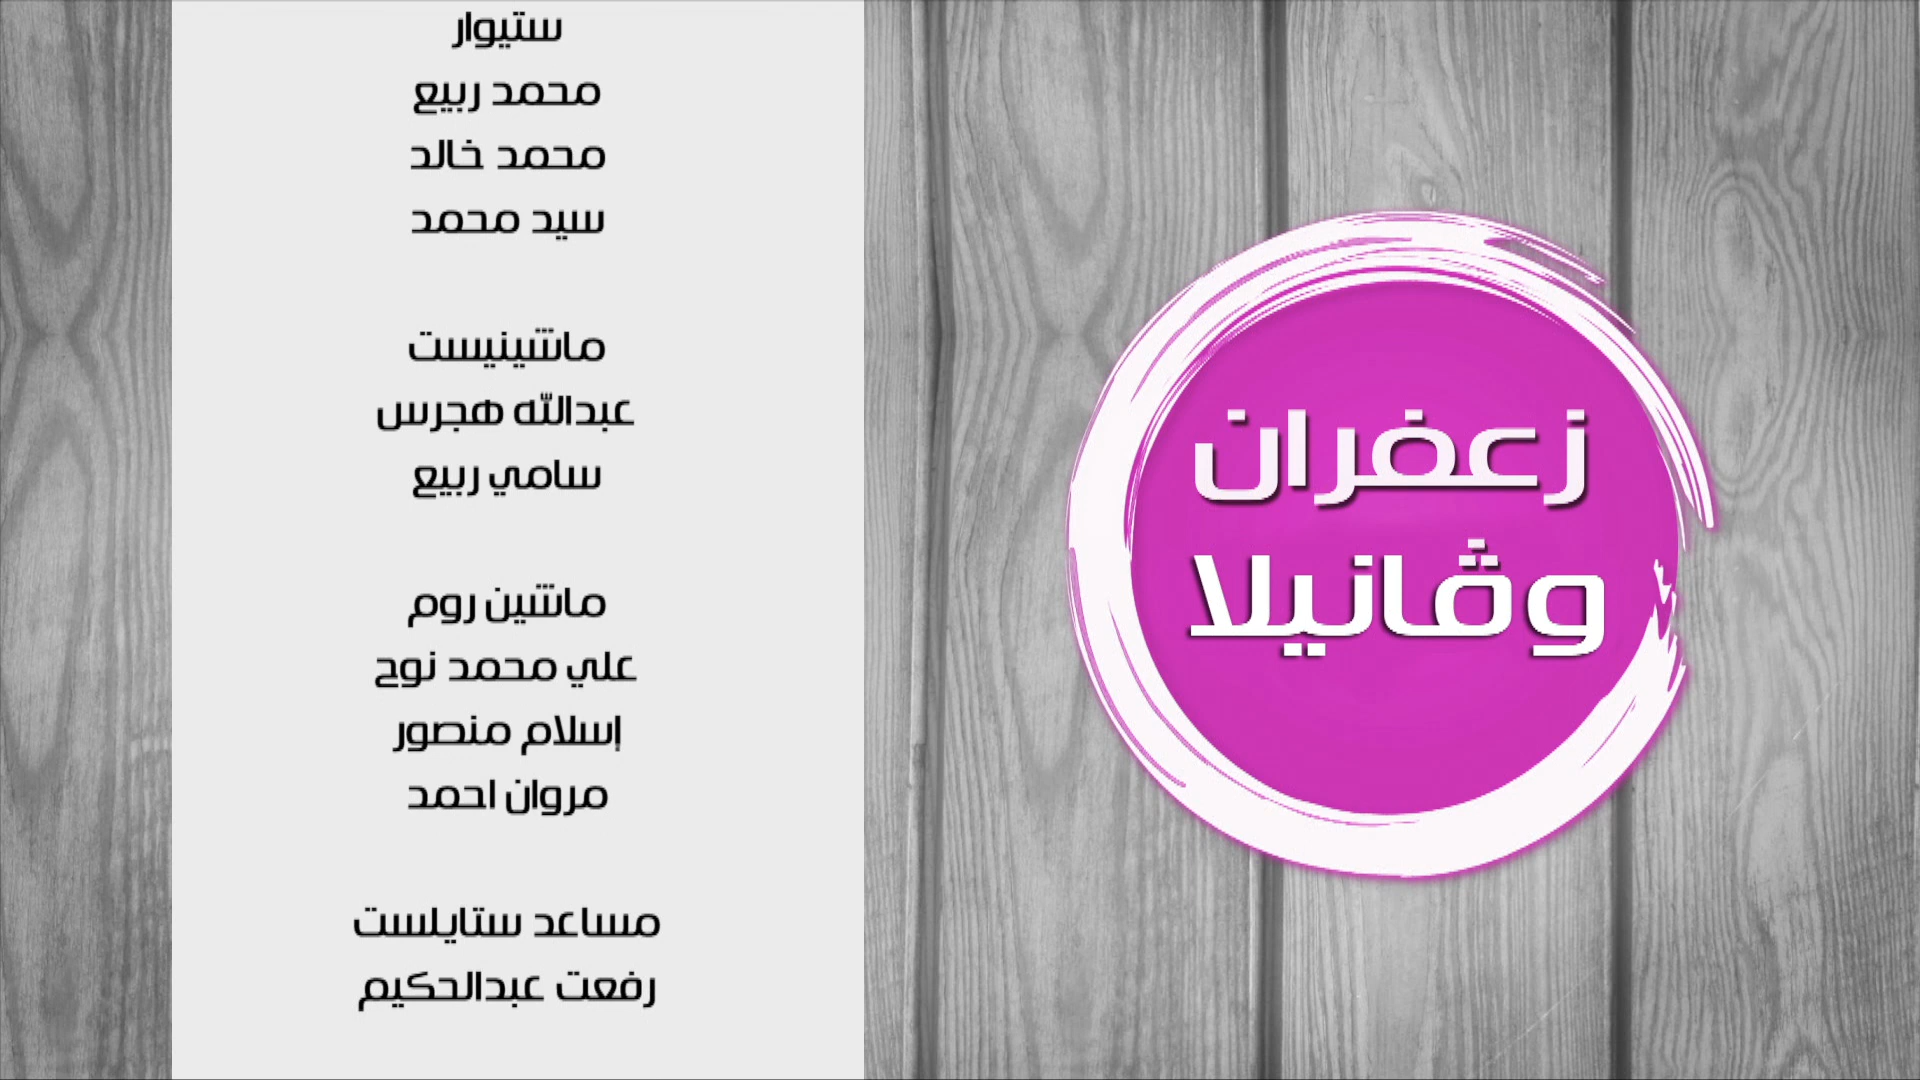 ستيوار
محمد ربيع
محمد خالد
سيد محمد
ماشينيست
عبدالله هجرس
سامي ربيع
ماشين روم
علي محمد نوح
إسلام منصور
مروان احمد
مساعد ستايلست
رفعت عبدالحكيم
زعفران
وڤانيلا